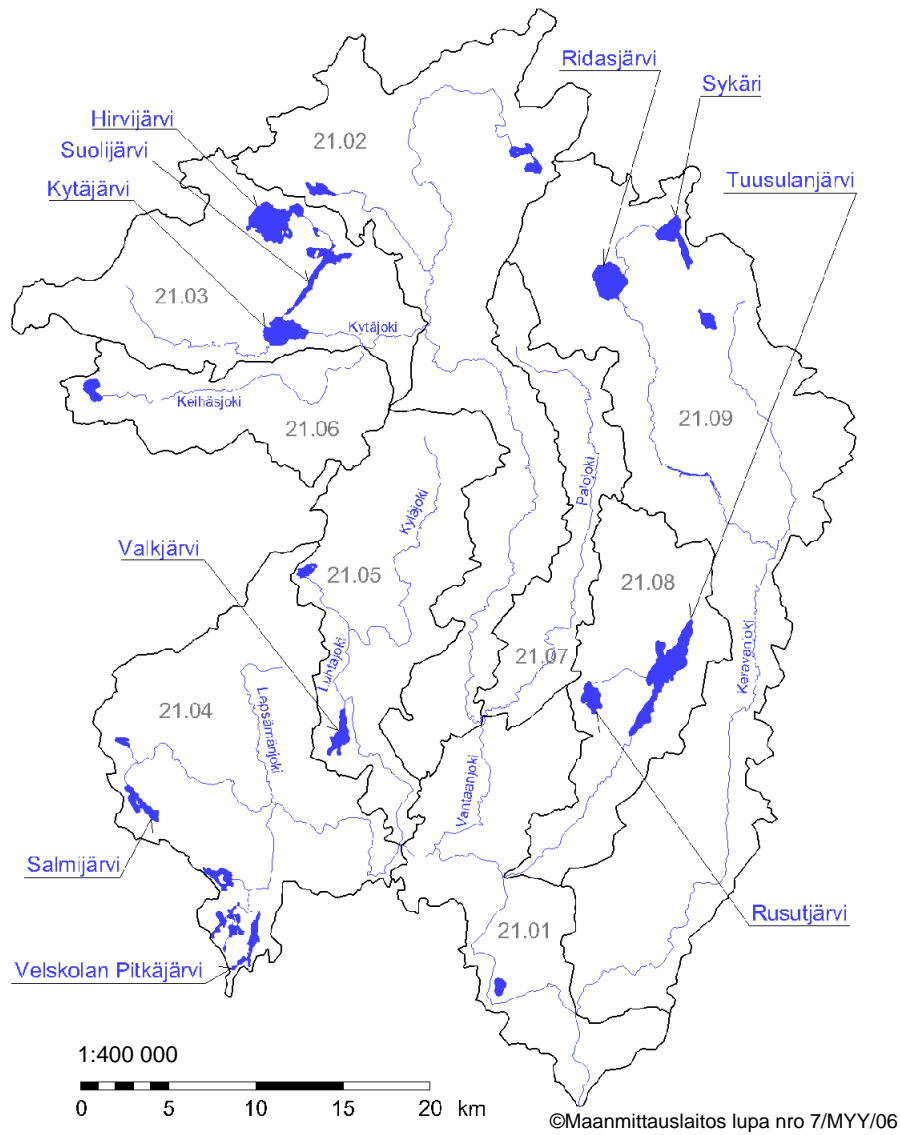 Ridasjärvi
Sykäri
Hirvijärvi
21.02
Suolijärvi
Tuusulanjärvi
Kytäjärvi
21.03
Kytäjoki
Keihäsjoki
21.09
21.06
Palojoki
Kyläjoki
Valkjärvi
21.05
21.08
Keravanjoki
Luhtajoki
21.07
Lepsämänjoki
21.04
Vantaanjoki
Salmijärvi
Rusutjärvi
21.01
Velskolan Pitkäjärvi
1:400 000
0 5 10 15 20 km
©Maanmittauslaitos lupa nro 7/MYY/06